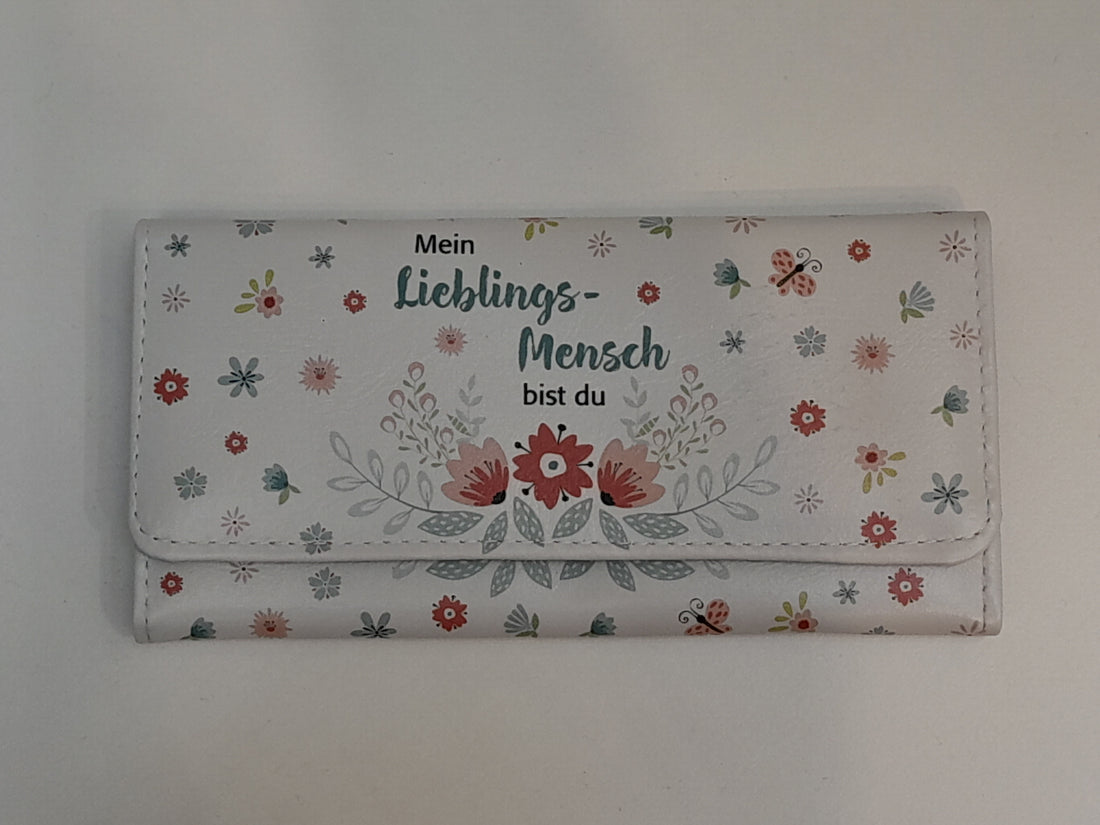 Mein
Lieblings-
Mensch
bist du